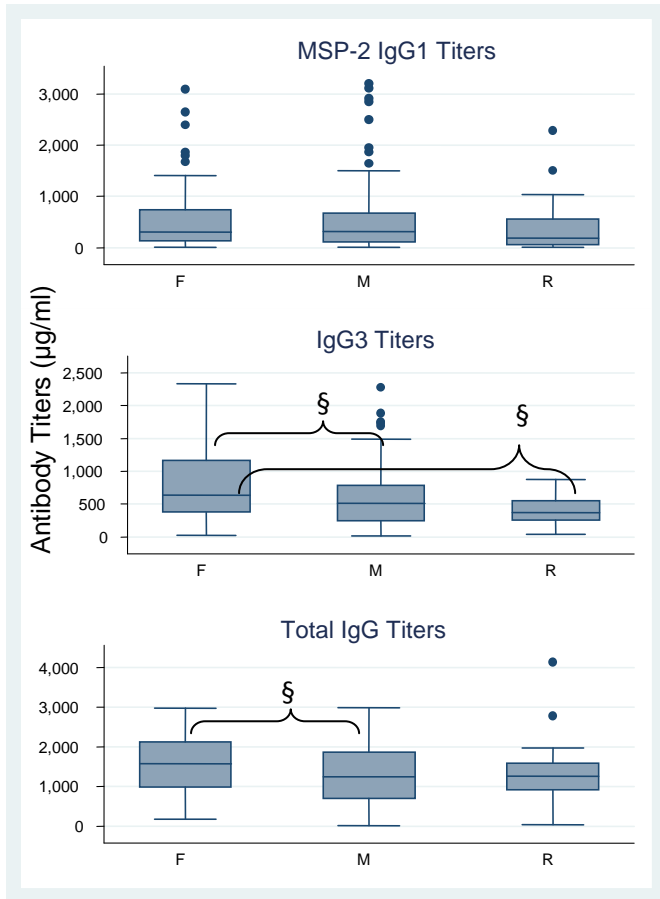 MSP-2 IgG1 Titers
3,000
2,000
1,000
0
F M R
Antibody Titers (µg/ml)
IgG3 Titers
2,500
2,000
1,500
1,000
500
0
§ §
F M R
Total IgG Titers
4,000
3,000
2,000
1,000
0
§
F M R